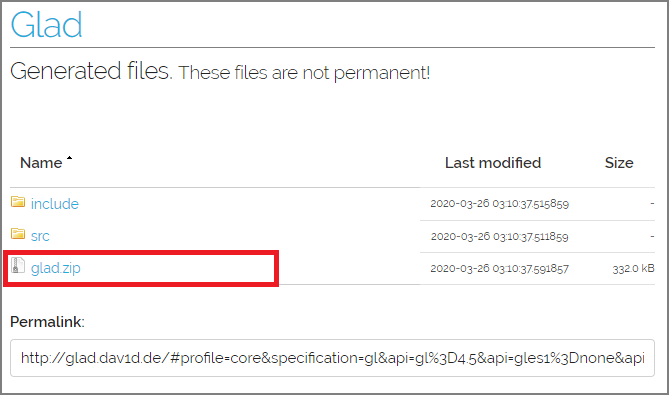 Glad
Generated files. These files are not permanent!
Name Last modified Size
include 2020-03-26 03:10:37.515859 -
src 2020-03-26 03:10:37.511859 -
glad.zip 2020-03-26 03:10:37.591857 332.0 kB
Permalink:
http://glad.dav1d.de/#profile=core&specification=gl&api=gl%3D4.5&api=gles1%3Dnone&api